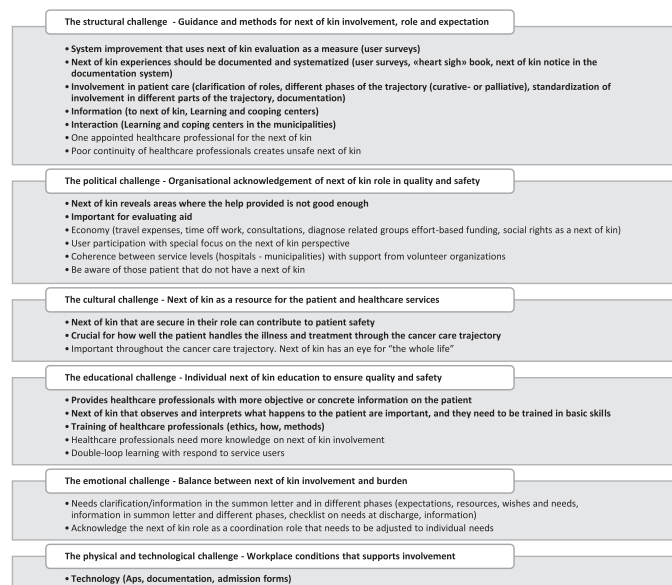 The structural challenge - Guidance and methods for next of kin involvement, role and expectation
• System improvement that uses next of kin evaluation as a measure (user surveys)
• Next of kin experiences should be documented and systematized (user surveys, «heart sigh» book, next of kin notice in the
documentation system)
• Involvement in patient care (clarification of roles, different phases of the trajectory (curative- or palliative), standardization of
involvement in different parts of the trajectory, documentation)
• Information (to next of kin, Learning and cooping centers)
• Interaction (Learning and coping centers in the municipalities)
• One appointed healthcare professional for the next of kin
• Poor continuity of healthcare professionals creates unsafe next of kin
The political challenge - Organisational acknowledgement of next of kin role in quality and safety
• Next of kin reveals areas where the help provided is not good enough
• Important for evaluating aid
• Economy (travel expenses, time off work, consultations, diagnose related groups effort-based funding, social rights as a next of kin)
• User participation with special focus on the next of kin perspective
• Coherence between service levels (hospitals - municipalities) with support from volunteer organizations
• Be aware of those patient that do not have a next of kin
The cultural challenge - Next of kin as a resource for the patient and healthcare services
• Next of kin that are secure in their role can contribute to patient safety
• Crucial for how well the patient handles the illness and treatment through the cancer care trajectory
• Important throughout the cancer care trajectory. Next of kin has an eye for "the whole life"
The educational challenge - Individual next of kin education to ensure quality and safety
• Provides healthcare professionals with more objective or concrete information on the patient
• Next of kin that observes and interprets what happens to the patient are important, and they need to be trained in basic skills
• Training of healthcare professionals (ethics, how, methods)
• Healthcare professionals need more knowledge on next of kin involvement
• Double-loop learning with respond to service users
The emotional challenge - Balance between next of kin involvement and burden
• Needs clarification/information in the summon letter and in different phases (expectations, resources, wishes and needs,
information in summon letter and different phases, checklist on needs at discharge, information)
• Acknowledge the next of kin role as a coordination role that needs to be adjusted to individual needs
The physical and technological challenge - Workplace conditions that supports involvement
• Technology (Aps, documentation, admission forms)